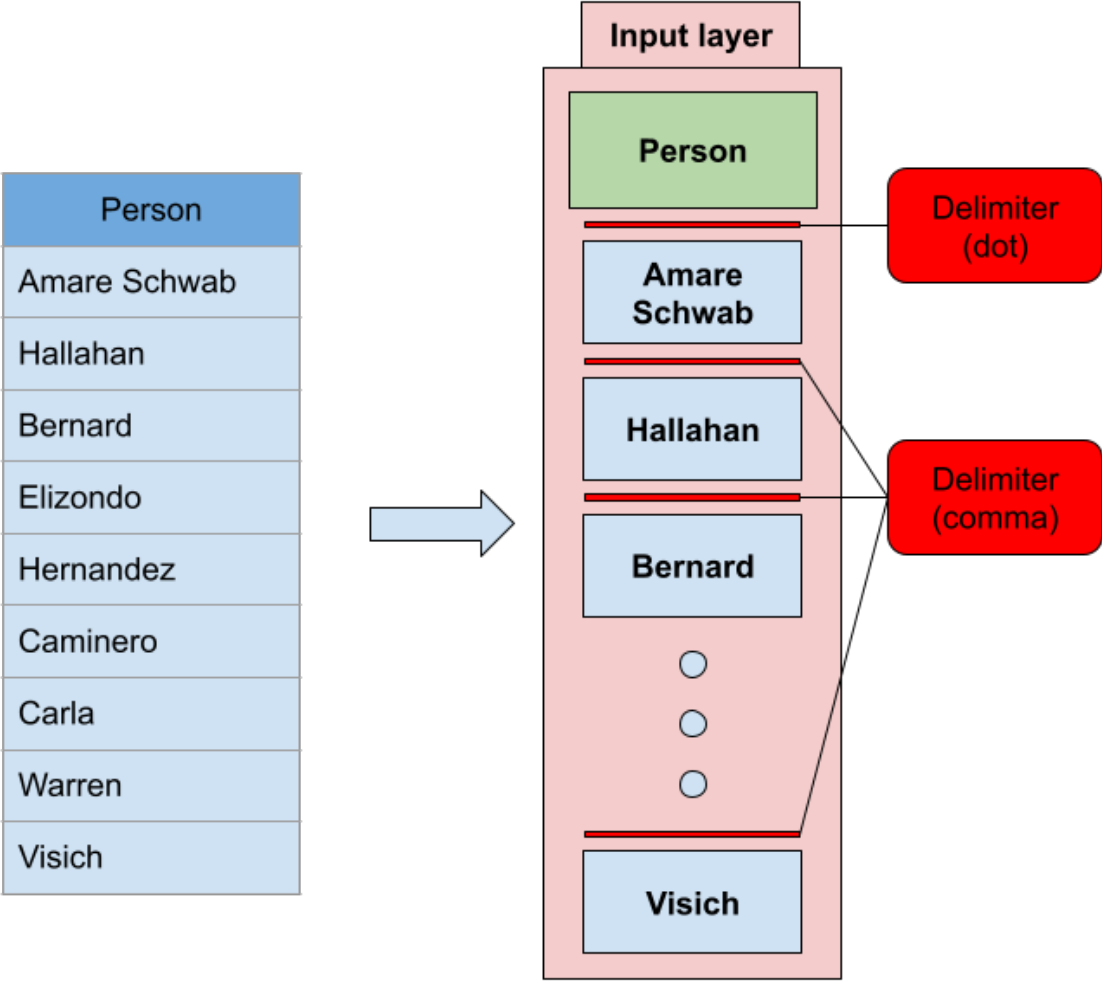 Person
Amare Schwab
Hallahan
Bernard
Elizondo
Hernandez
Caminero
Carla
Warren
Visich
Input layer
Person
Amare
Schwab
Hallahan
Bernard
Visich
Delimiter
(dot)
Delimiter
(comma)